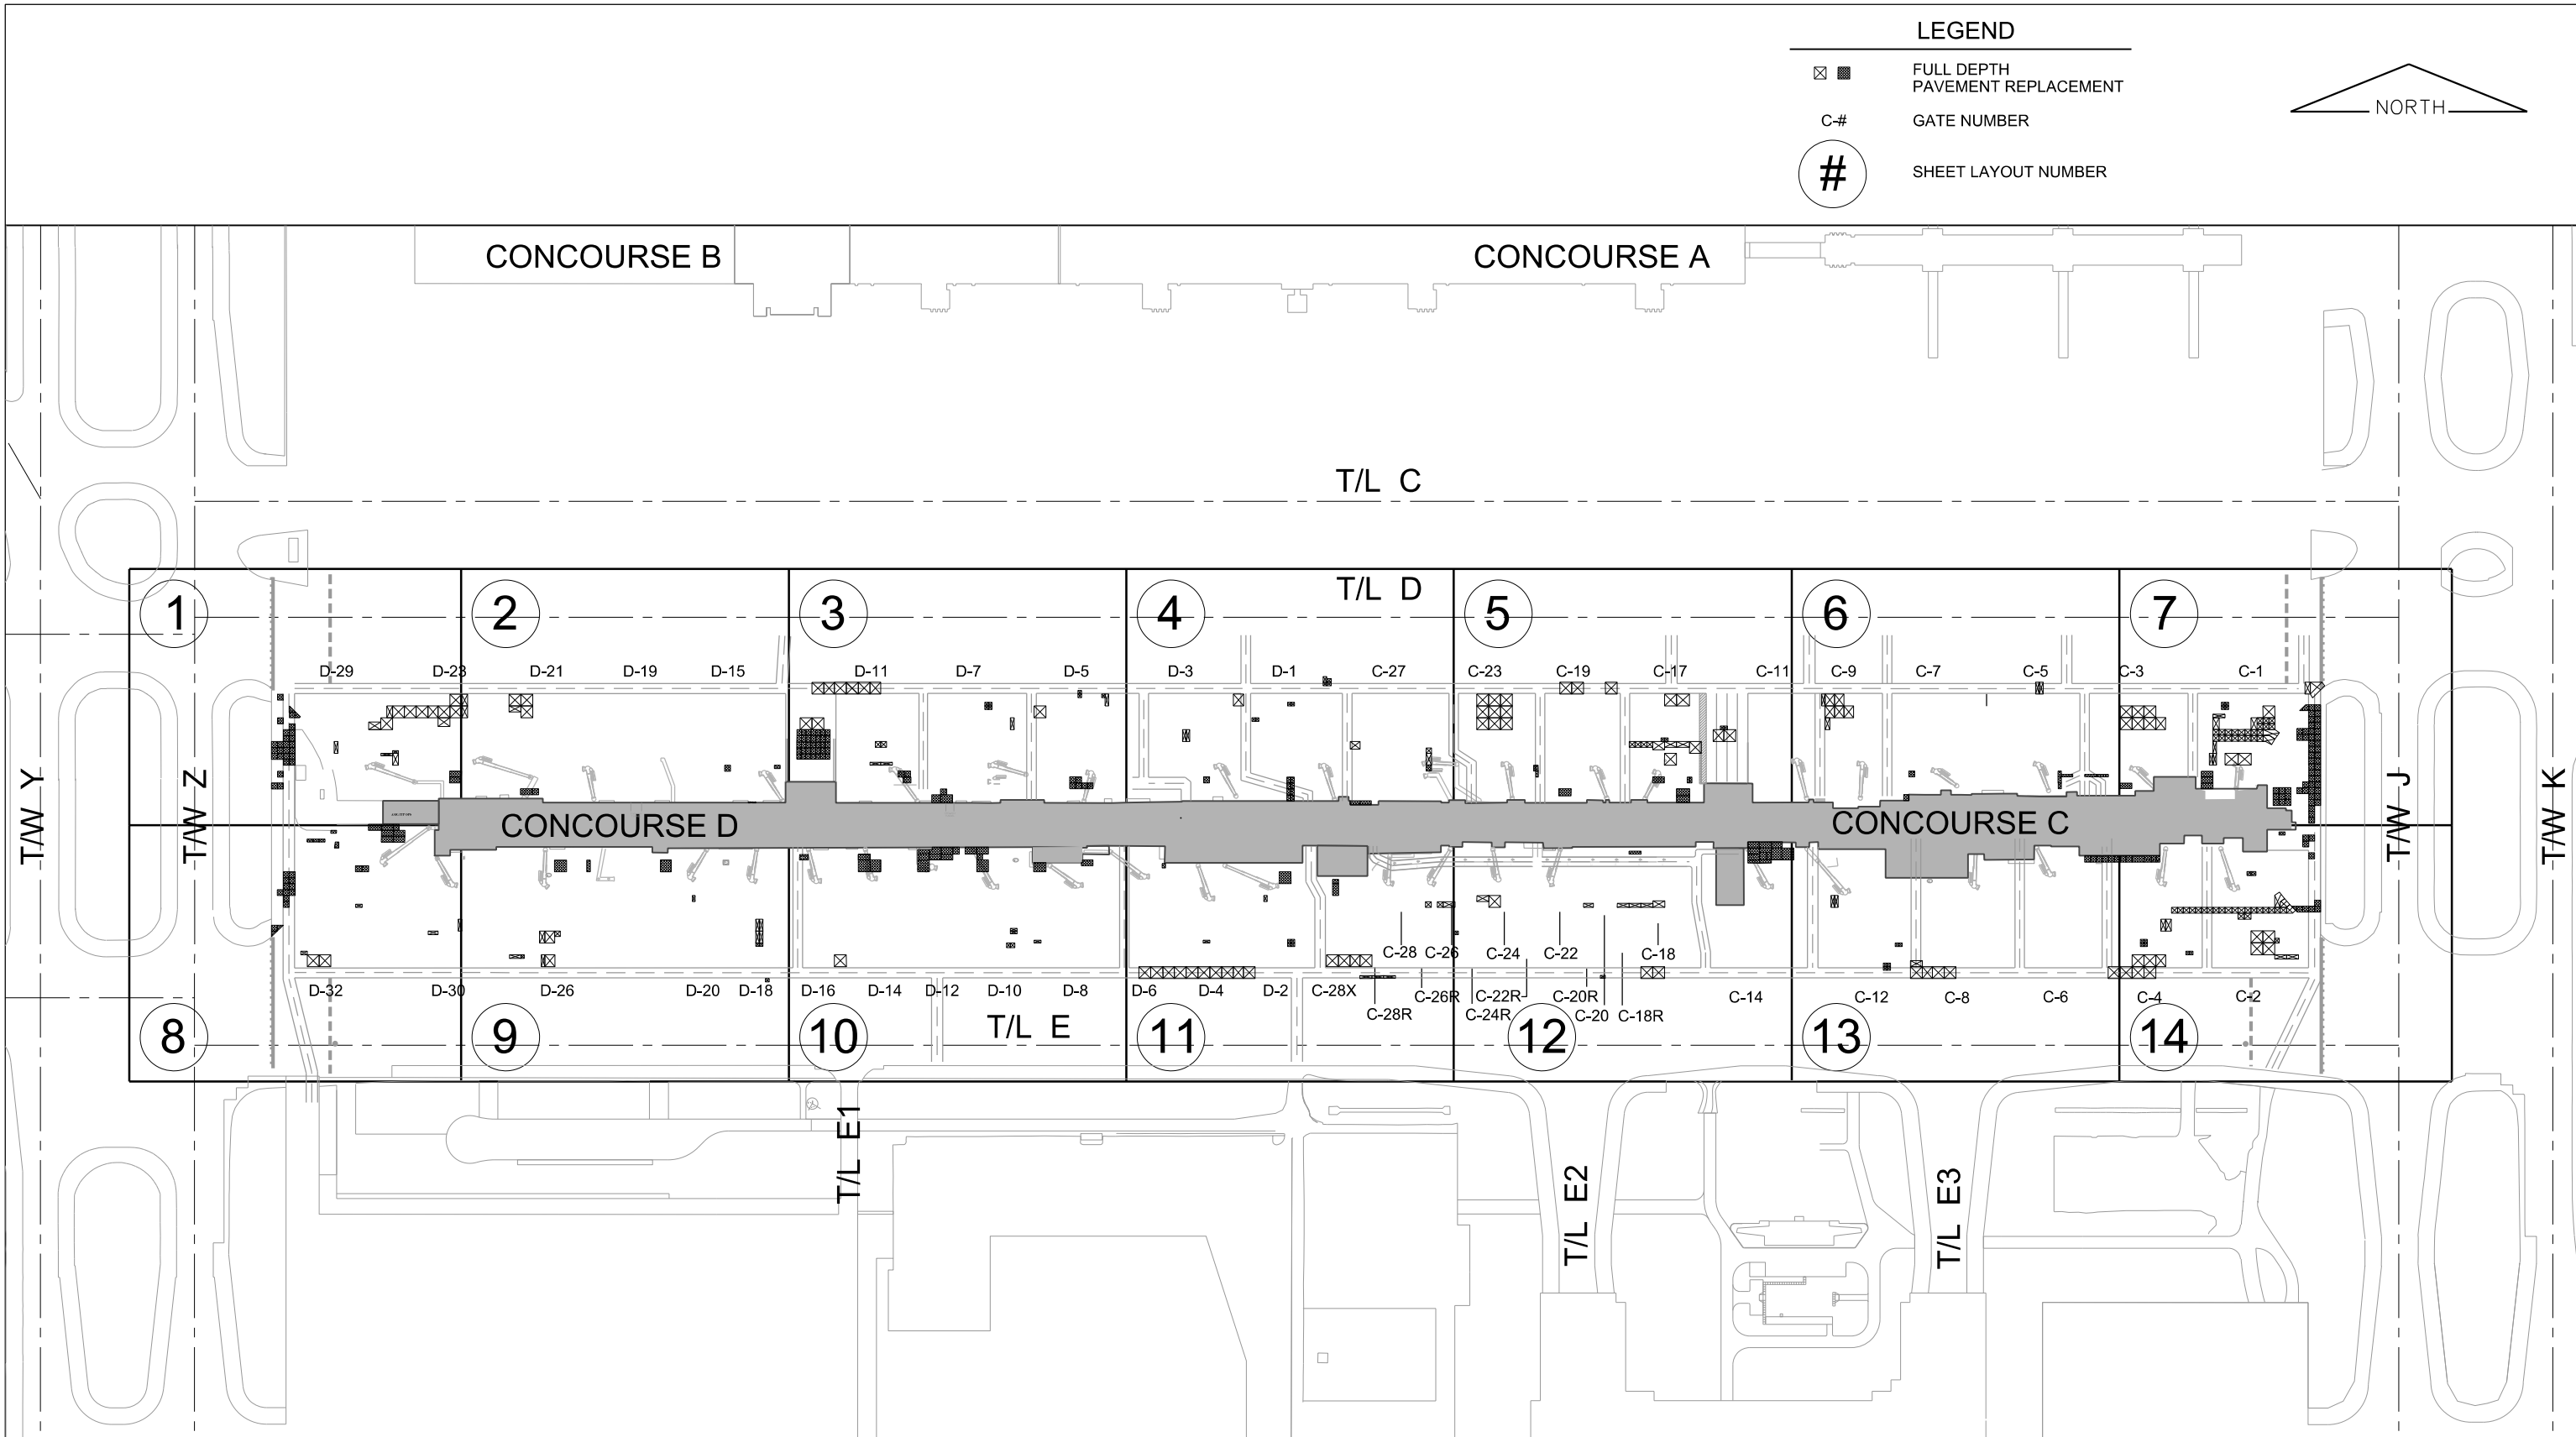 LEGEND
FULL DEPTH
PAVEMENT REPLACEMENT
C-# GATE NUMBER
# SHEET LAYOUT NUMBER
NORTH
CONCOURSE B CONCOURSE A
T/L C
T/L D
1 2 3 4 5 6 7
D-29 D-23 D-21 D-19 D-15 D-11 D-7 D-5 D-3 D-1 C-27 C-23 C-19 C-17 C-11 C-9 C-7 C-5 C-3 C-1
T/W Y T/W Z CONCOURSE D CONCOURSE C T/W J T/W K
C-28 C-26 C-24 C-22 C-18
D-32 D-30 D-26 D-20 D-18 D-16 D-14 D-12 D-10 D-8 D-6 D-4 D-2 C-28X C-26R C-22R C-20R C-14 C-12 C-8 C-6 C-4 C-2
C-28R C-24R C-20 C-18R
T/L E
8 9 10 11 12 13 14
T/L E1
T/L E2
T/L E3